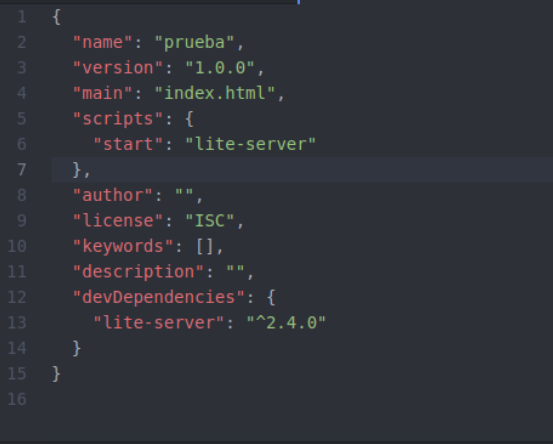 1 {
2   "name": "prueba",
3   "version": "1.0.0",
4   "main": "index.html",
5   "scripts": {
6     "start": "lite-server"
7   },
8   "author": "",
9   "license": "ISC",
10   "keywords": [],
11   "description": "",
12   "devDependencies": {
13     "lite-server": "^2.4.0"
14   }
15 }
16